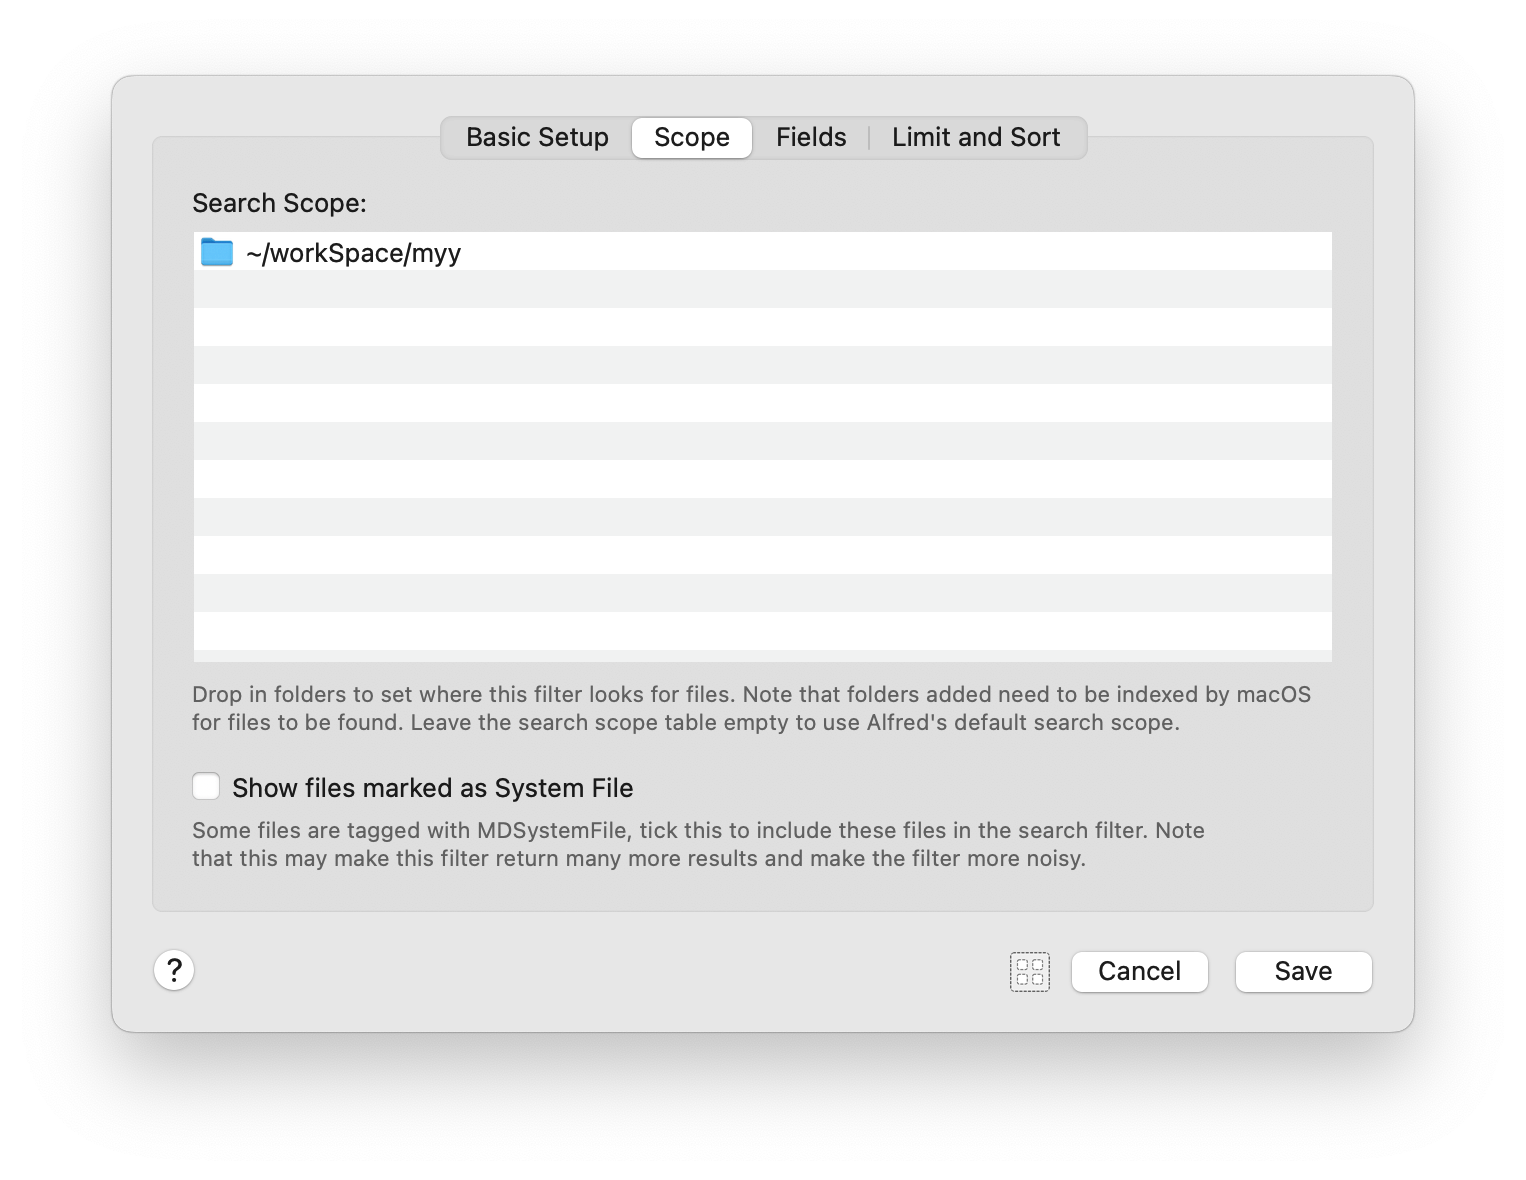 Basic Setup Scope Fields Limit and Sort
Search Scope:
~/workSpace/myy
Drop in folders to set where this filter looks for files. Note that folders added need to be indexed by macOS
for files to be found. Leave the search scope table empty to use Alfred's default search scope.
Show files marked as System File
Some files are tagged with MDSystemFile, tick this to include these files in the search filter. Note
that this may make this filter return many more results and make the filter more noisy.
? Cancel Save